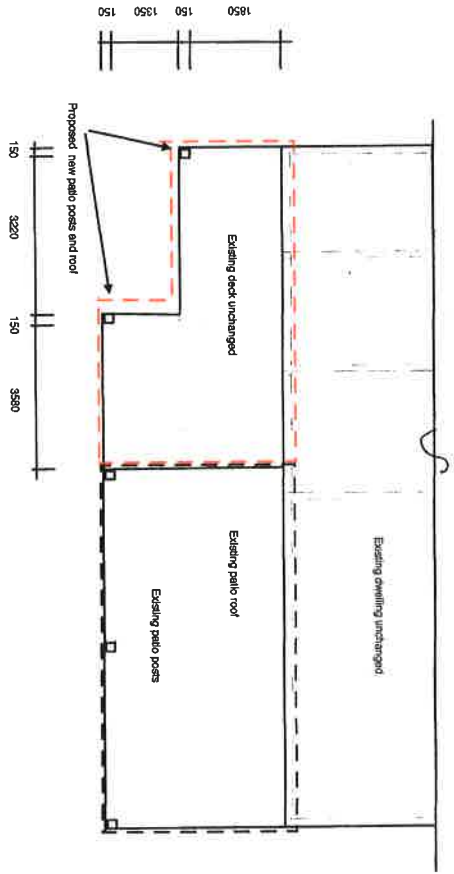 150 1350 150 1850
Proposed new patio posts and roof
150 3220 150 3580
Existing deck unchanged
Existing patio roof
Existing patio posts
Existing dwelling unchanged.